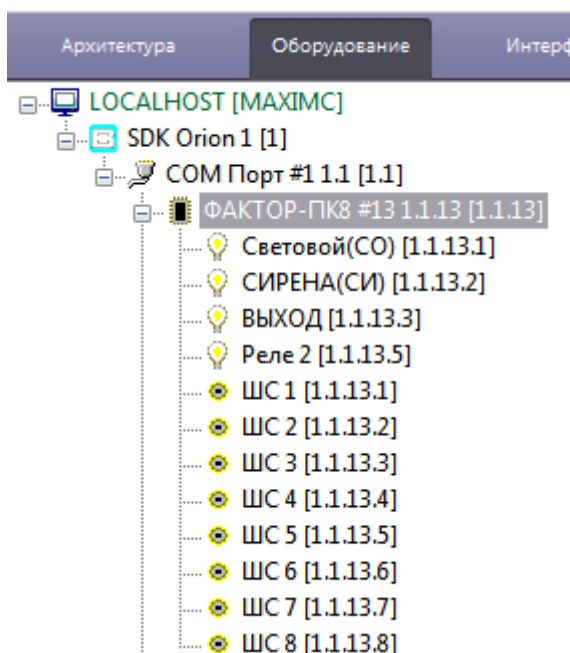 Архитектура Оборудование Интерф
LOCALHOST [MAXIMC]
SDK Orion 1 [1]
COM Порт #1 1.1 [1.1]
ФАКТОР-ПК8 #13 1.1.13 [1.1.13]
Световой(СО) [1.1.13.1]
СИРЕНА(СИ) [1.1.13.2]
ВЫХОД [1.1.13.3]
Реле 2 [1.1.13.5]
ШС 1 [1.1.13.1]
ШС 2 [1.1.13.2]
ШС 3 [1.1.13.3]
ШС 4 [1.1.13.4]
ШС 5 [1.1.13.5]
ШС 6 [1.1.13.6]
ШС 7 [1.1.13.7]
ШС 8 [1.1.13.8]